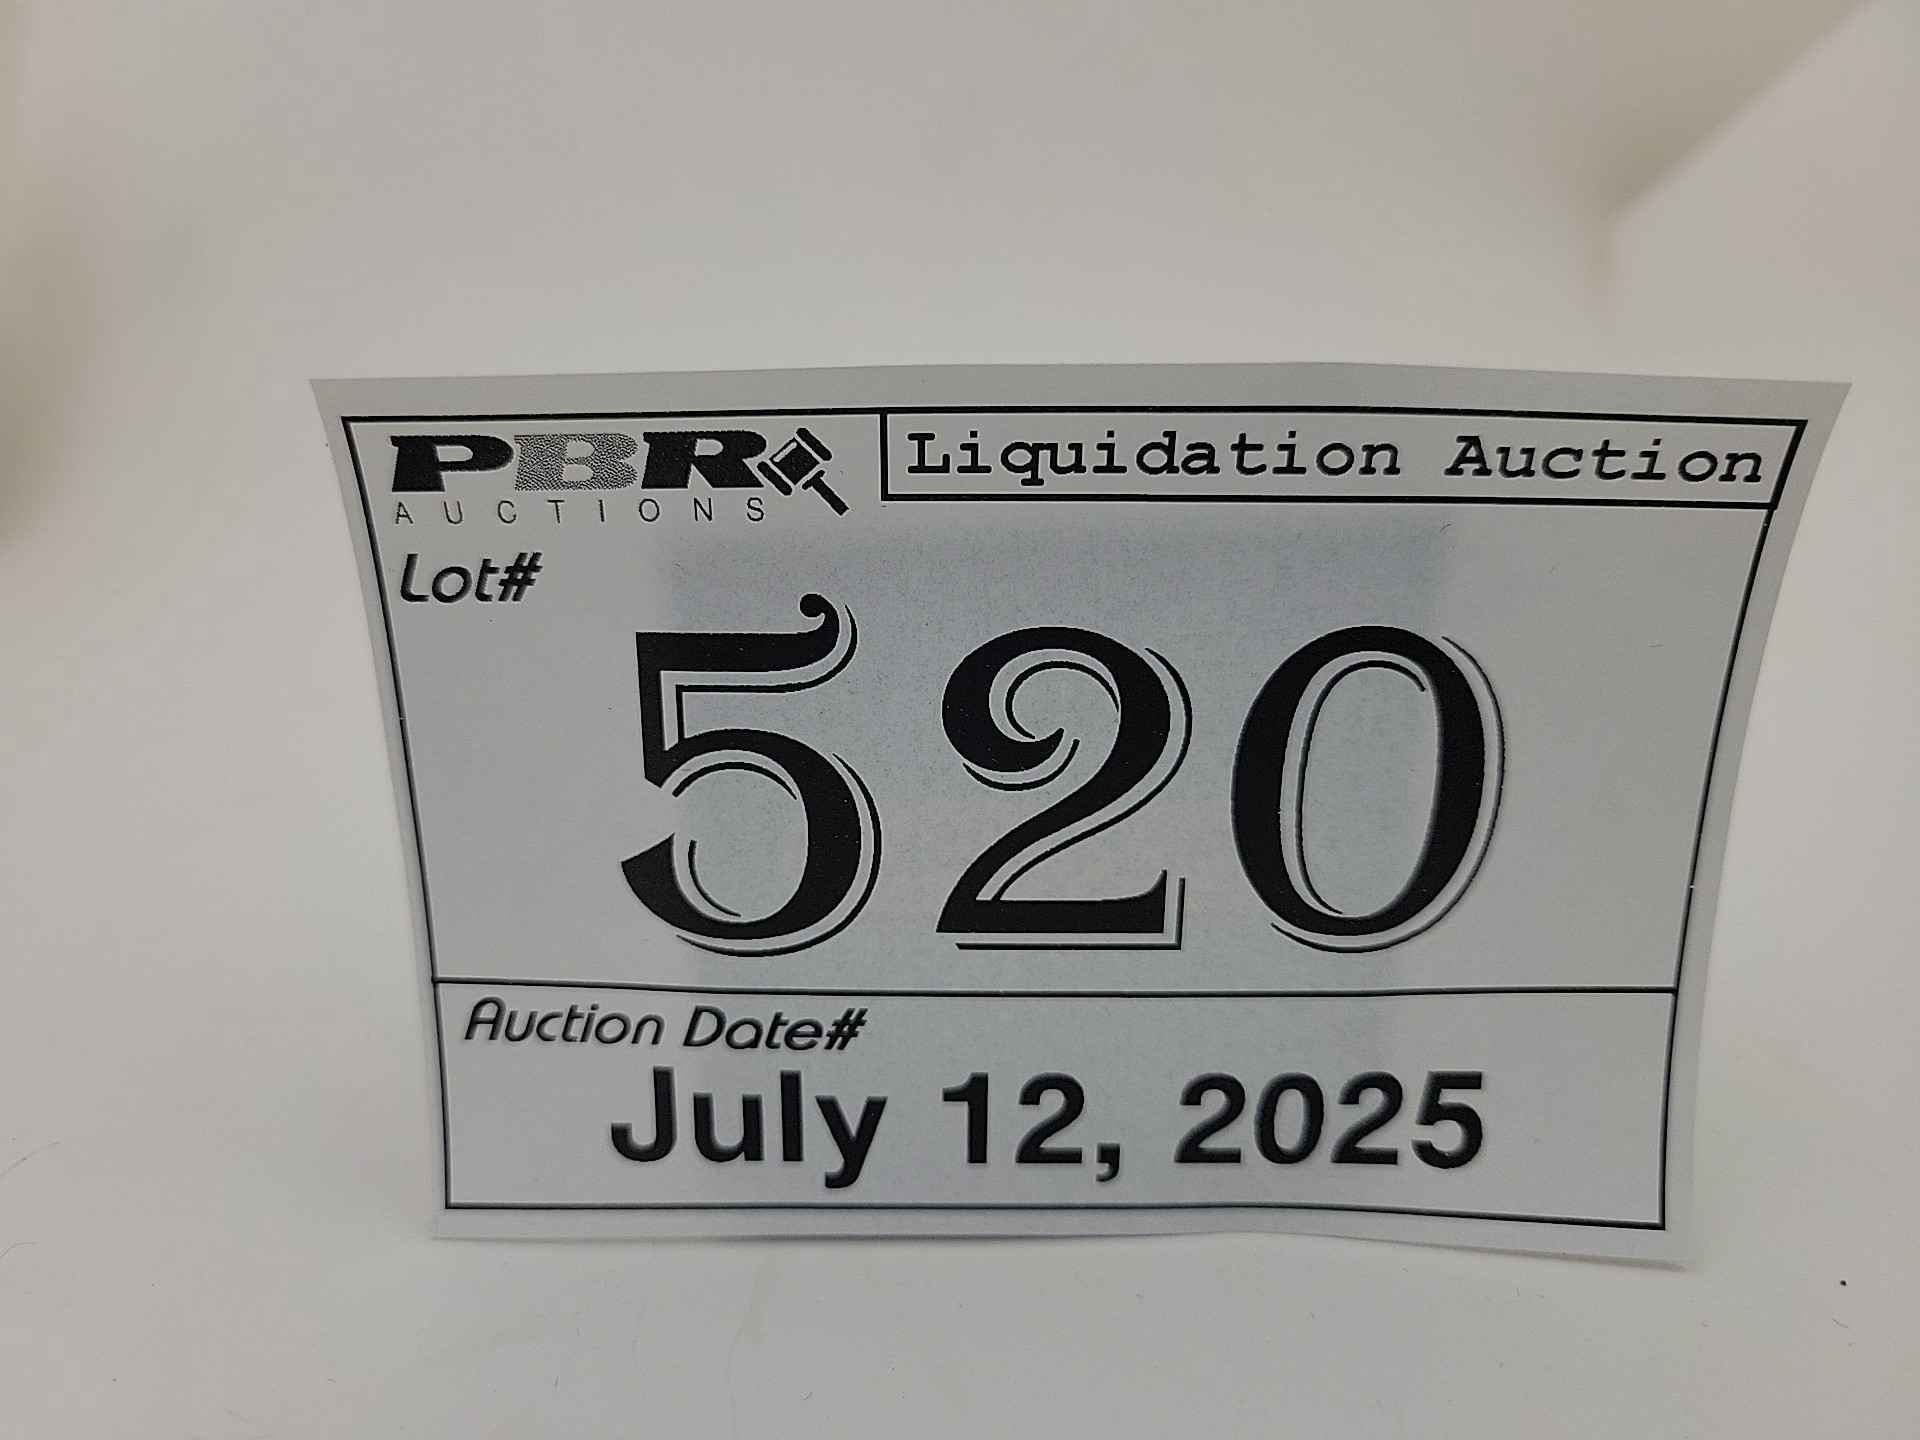 PBR
AUCTIONS
Liquidation Auction
Lot#
520
Auction Date#
July 12, 2025